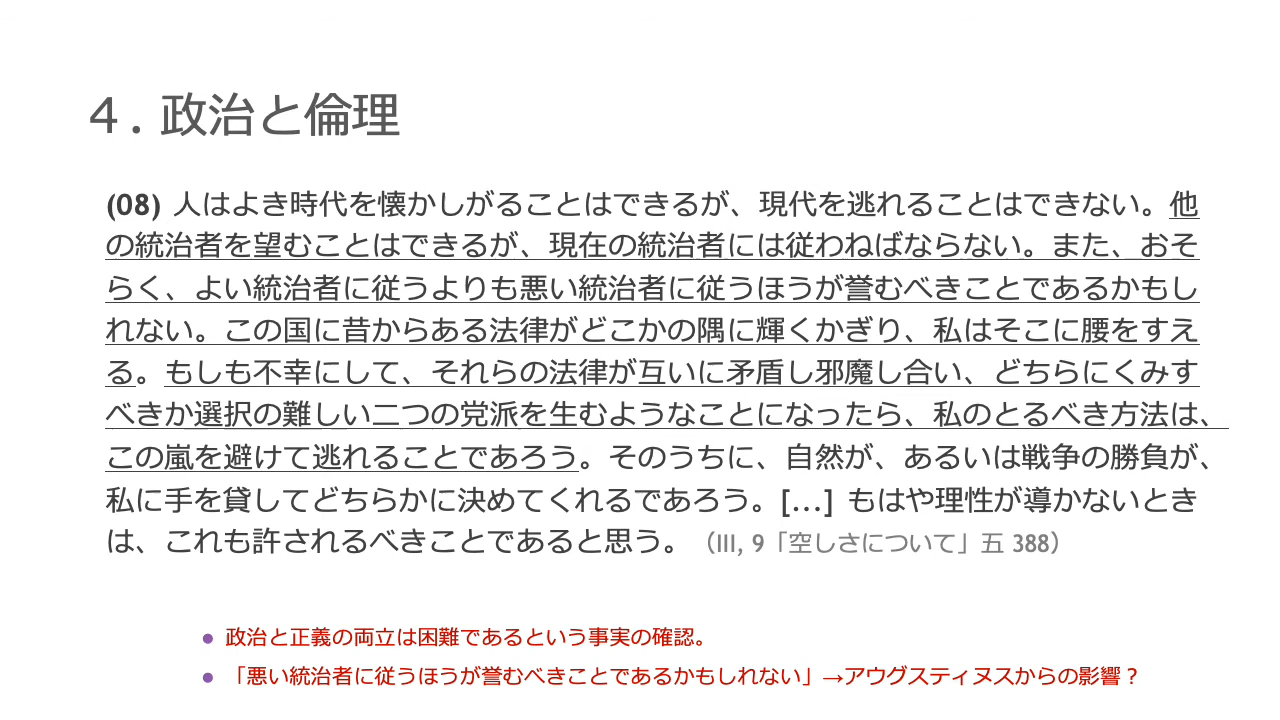 ４. 政治と倫理
(08) 人はよき時代を懐かしがることはできるが、現代を逃れることはできない。他
の統治者を望むことはできるが、現在の統治者には従わねばならない。また、おそ
らく、よい統治者に従うよりも悪い統治者に従うほうが誉むべきことであるかもし
れない。この国に昔からある法律がどこかの隅に輝くかぎり、私はそこに腰をすえ
る。もしも不幸にして、それらの法律が互いに矛盾し邪魔し合い、どちらにくみす
べきか選択の難しい二つの党派を生むようなことになったら、私のとるべき方法は、
この嵐を避けて逃れることであろう。そのうちに、自然が、あるいは戦争の勝負が、
私に手を貸してどちらかに決めてくれるであろう。[…] もはや理性が導かないとき
は、これも許されるべきことであると思う。（III, 9「空しさについて」五 388）
● 政治と正義の両立は困難であるという事実の確認。
● 「悪い統治者に従うほうが誉むべきことであるかもしれない」→アウグスティヌスからの影響？